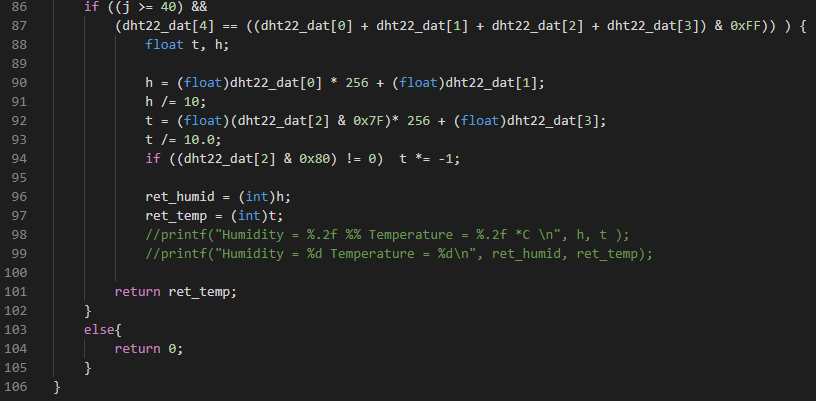 86 if ((j >= 40) &&
87 (dht22_dat[4] == ((dht22_dat[0] + dht22_dat[1] + dht22_dat[2] + dht22_dat[3]) & 0xFF)) ) {
88 float t, h;
89
90 h = (float)dht22_dat[0] * 256 + (float)dht22_dat[1];
91 h /= 10;
92 t = (float)(dht22_dat[2] & 0x7F)* 256 + (float)dht22_dat[3];
93 t /= 10.0;
94 if ((dht22_dat[2] & 0x80) != 0)  t *= -1;
95
96 ret_humid = (int)h;
97 ret_temp = (int)t;
98 //printf("Humidity = %.2f %% Temperature = %.2f *C \n", h, t );
99 //printf("Humidity = %d Temperature = %d\n", ret_humid, ret_temp);
100
101 return ret_temp;
102 }
103 else{
104 return 0;
105 }
106 }